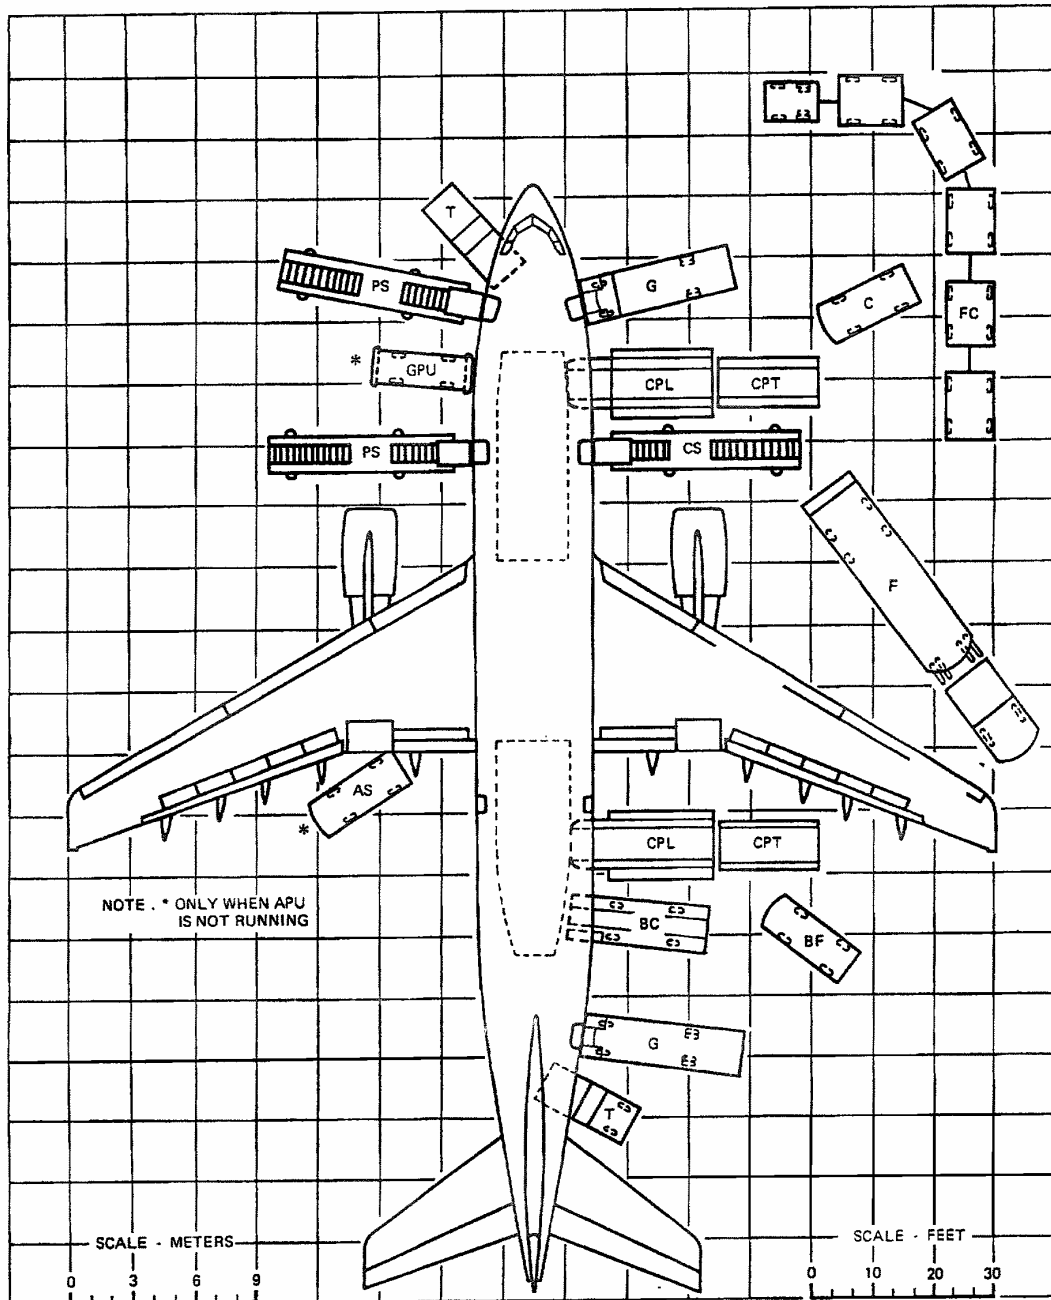 T
PS
G
C
FC
*
GPU
CPL
CPT
PS
CS
F
AS
*
CPL
CPT
NOTE . * ONLY WHEN APU
IS NOT RUNNING
BC
BF
G
T
SCALE - METERS
SCALE - FEET
0 3 6 9
0 10 20 30